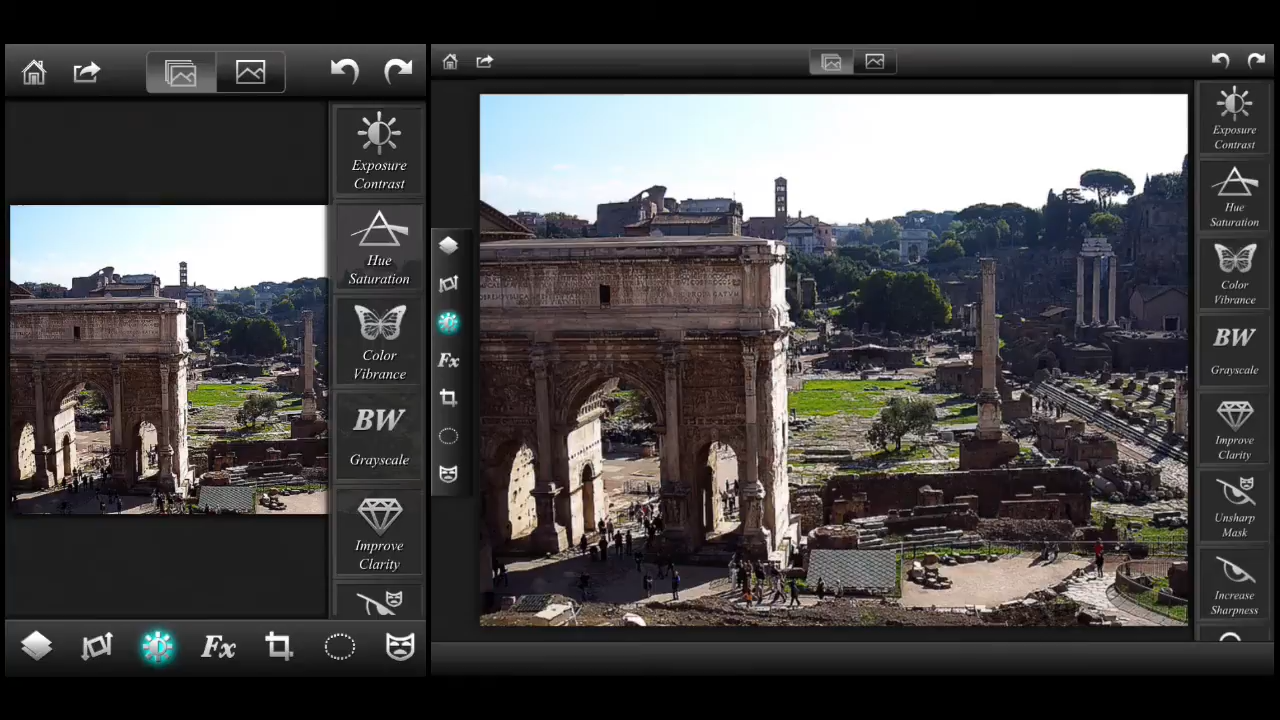 Exposure
Contrast
Hue
Saturation
Color
Vibrance
BW
Grayscale
Improve
Clarity
Fx
Fx
Exposure
Contrast
Hue
Saturation
Color
Vibrance
BW
Grayscale
Improve
Clarity
Unsharp
Mask
Increase
Sharpness